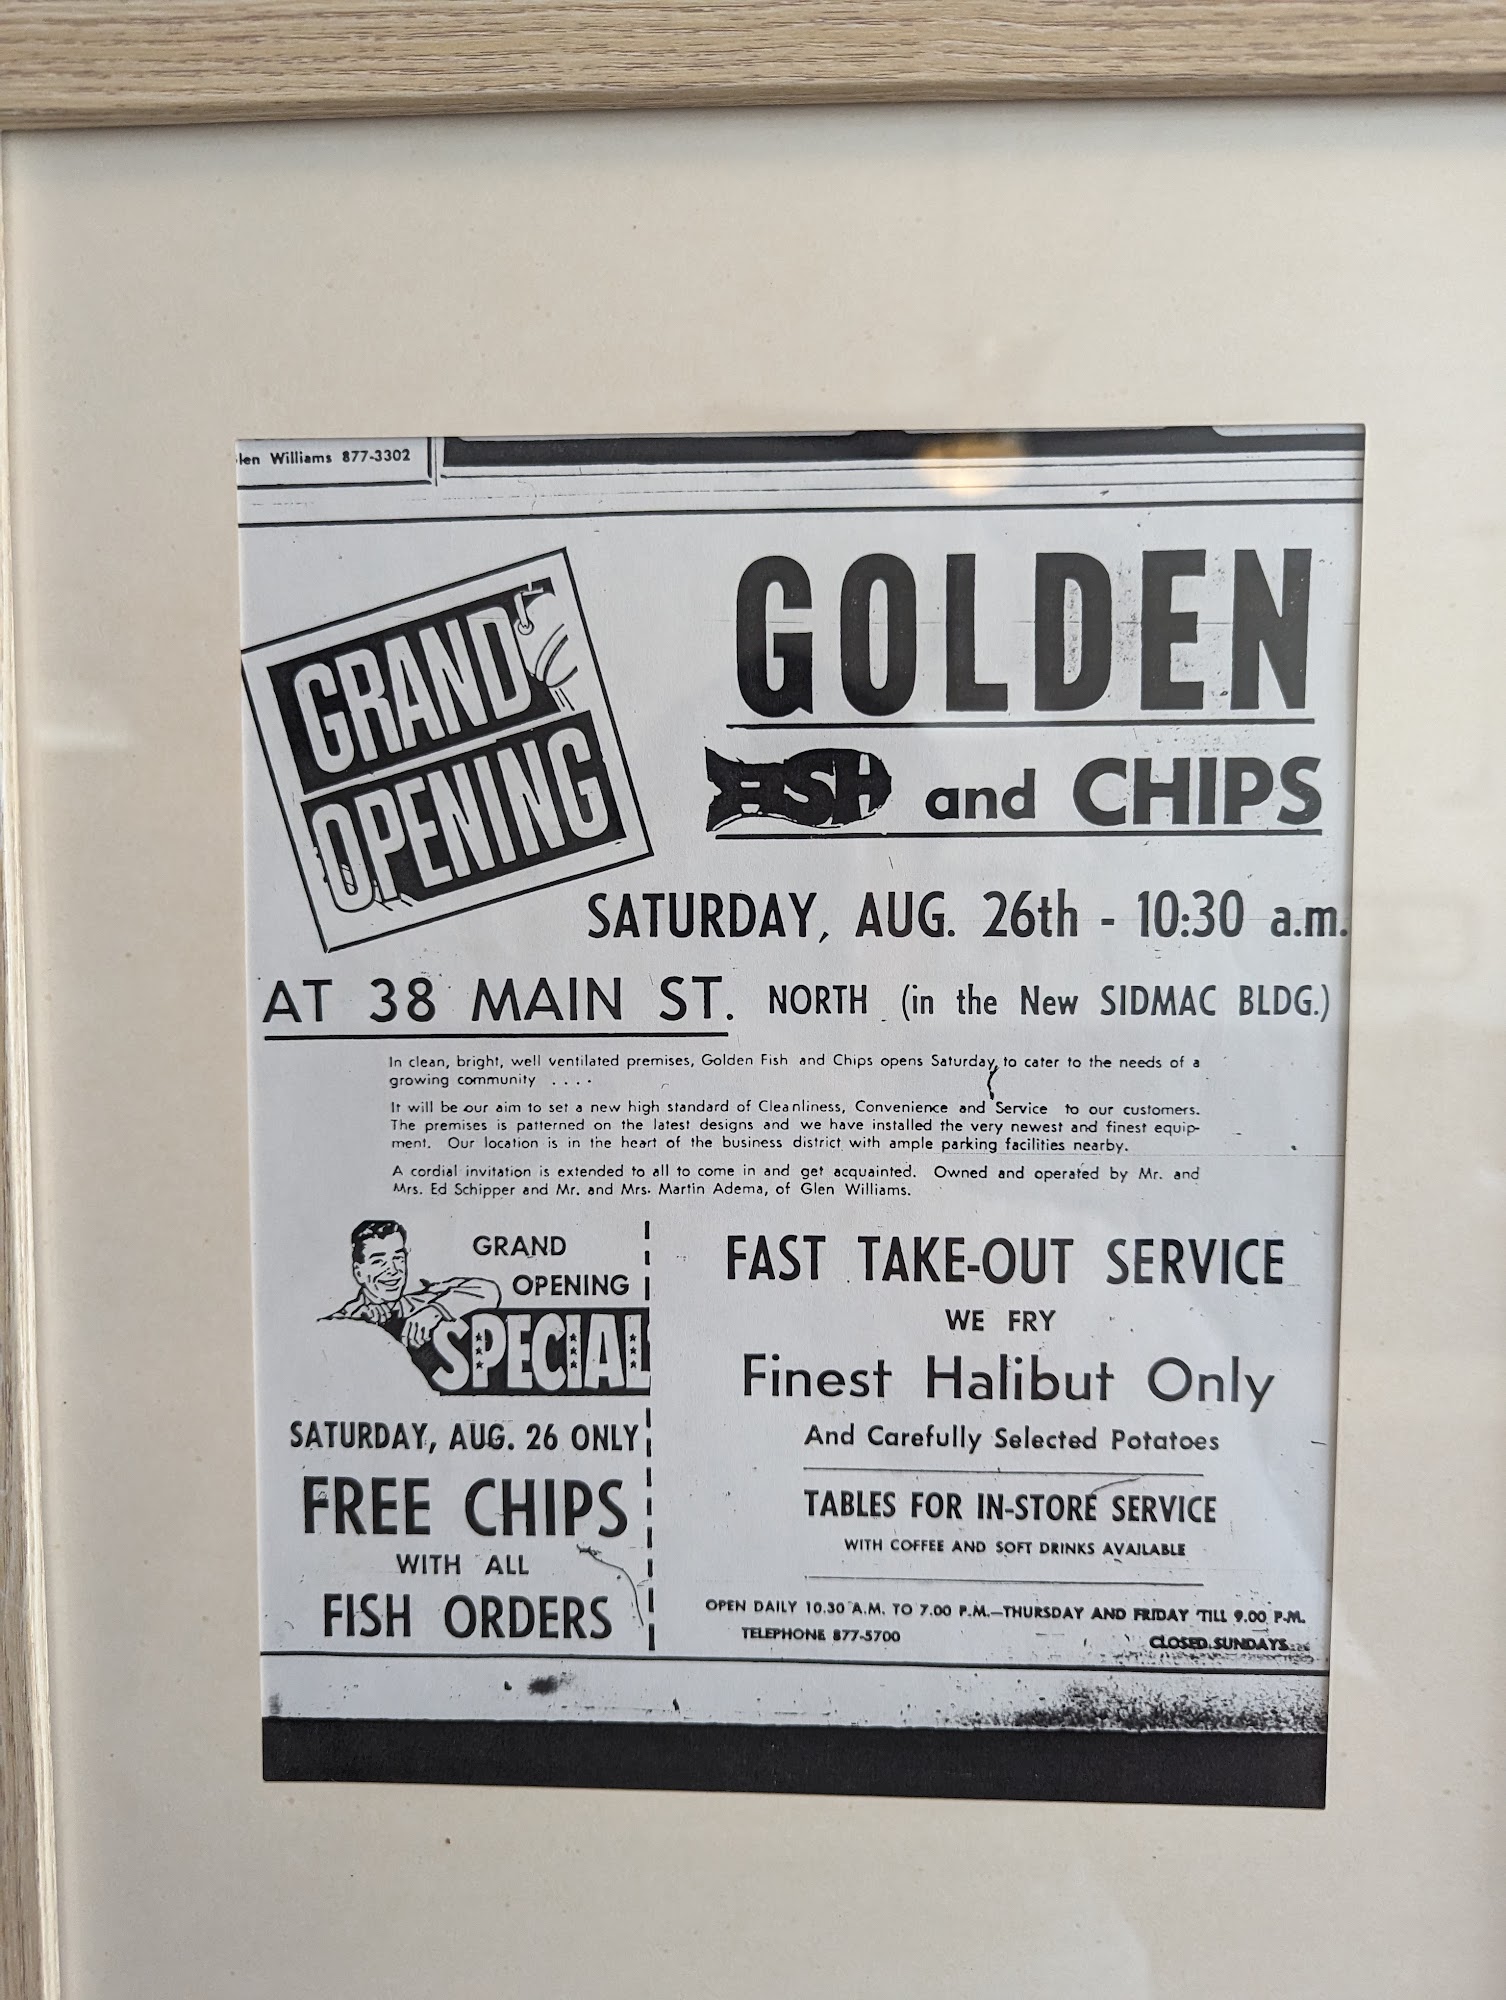 Williams 877-3302
GRAND
OPENING
GOLDEN
FISH and CHIPS
SATURDAY, AUG. 26th - 10:30 a.m.
AT 38 MAIN ST. NORTH (in the New SIDMAC BLDG.)
In clean, bright, well ventilated premises, Golden Fish and Chips opens Saturday, to cater to the needs of a
growing community . . . .
It will be our aim to set a new high standard of Cleanliness, Convenience and Service to our customers.
The premises is patterned on the latest designs and we have installed the very newest and finest equip-
ment. Our location is in the heart of the business district with ample parking facilities nearby.
A cordial invitation is extended to all to come in and get acquainted. Owned and operated by Mr. and
Mrs. Ed Schipper and Mr. and Mrs. Martin Adema, of Glen Williams.
GRAND
OPENING
SPECIAL
SATURDAY, AUG. 26 ONLY
FREE CHIPS
WITH ALL
FISH ORDERS
FAST TAKE-OUT SERVICE
WE FRY
Finest Halibut Only
And Carefully Selected Potatoes
TABLES FOR IN-STORE SERVICE
WITH COFFEE AND SOFT DRINKS AVAILABLE
OPEN DAILY 10.30 A.M. TO 7.00 P.M.—THURSDAY AND FRIDAY 'TILL 9.00 P.M.
TELEPHONE 877-5700
CLOSED SUNDAYS